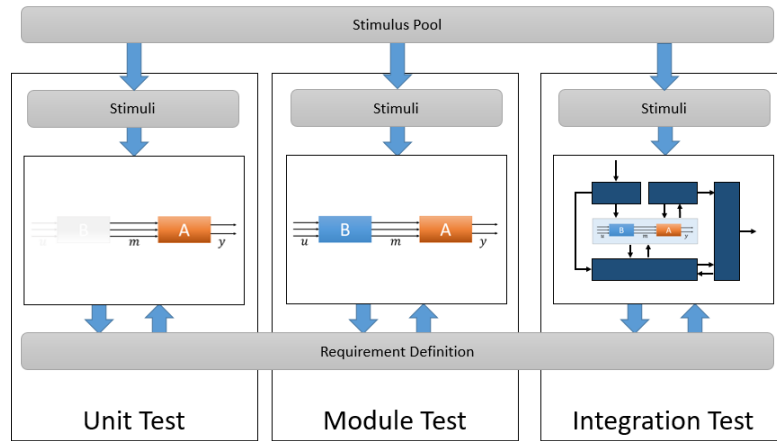 Stimulus Pool
Stimuli
Stimuli
Stimuli
B
A
u
m
y
B
A
u
m
y
B
A
u
m
y
Requirement Definition
Unit Test
Module Test
Integration Test